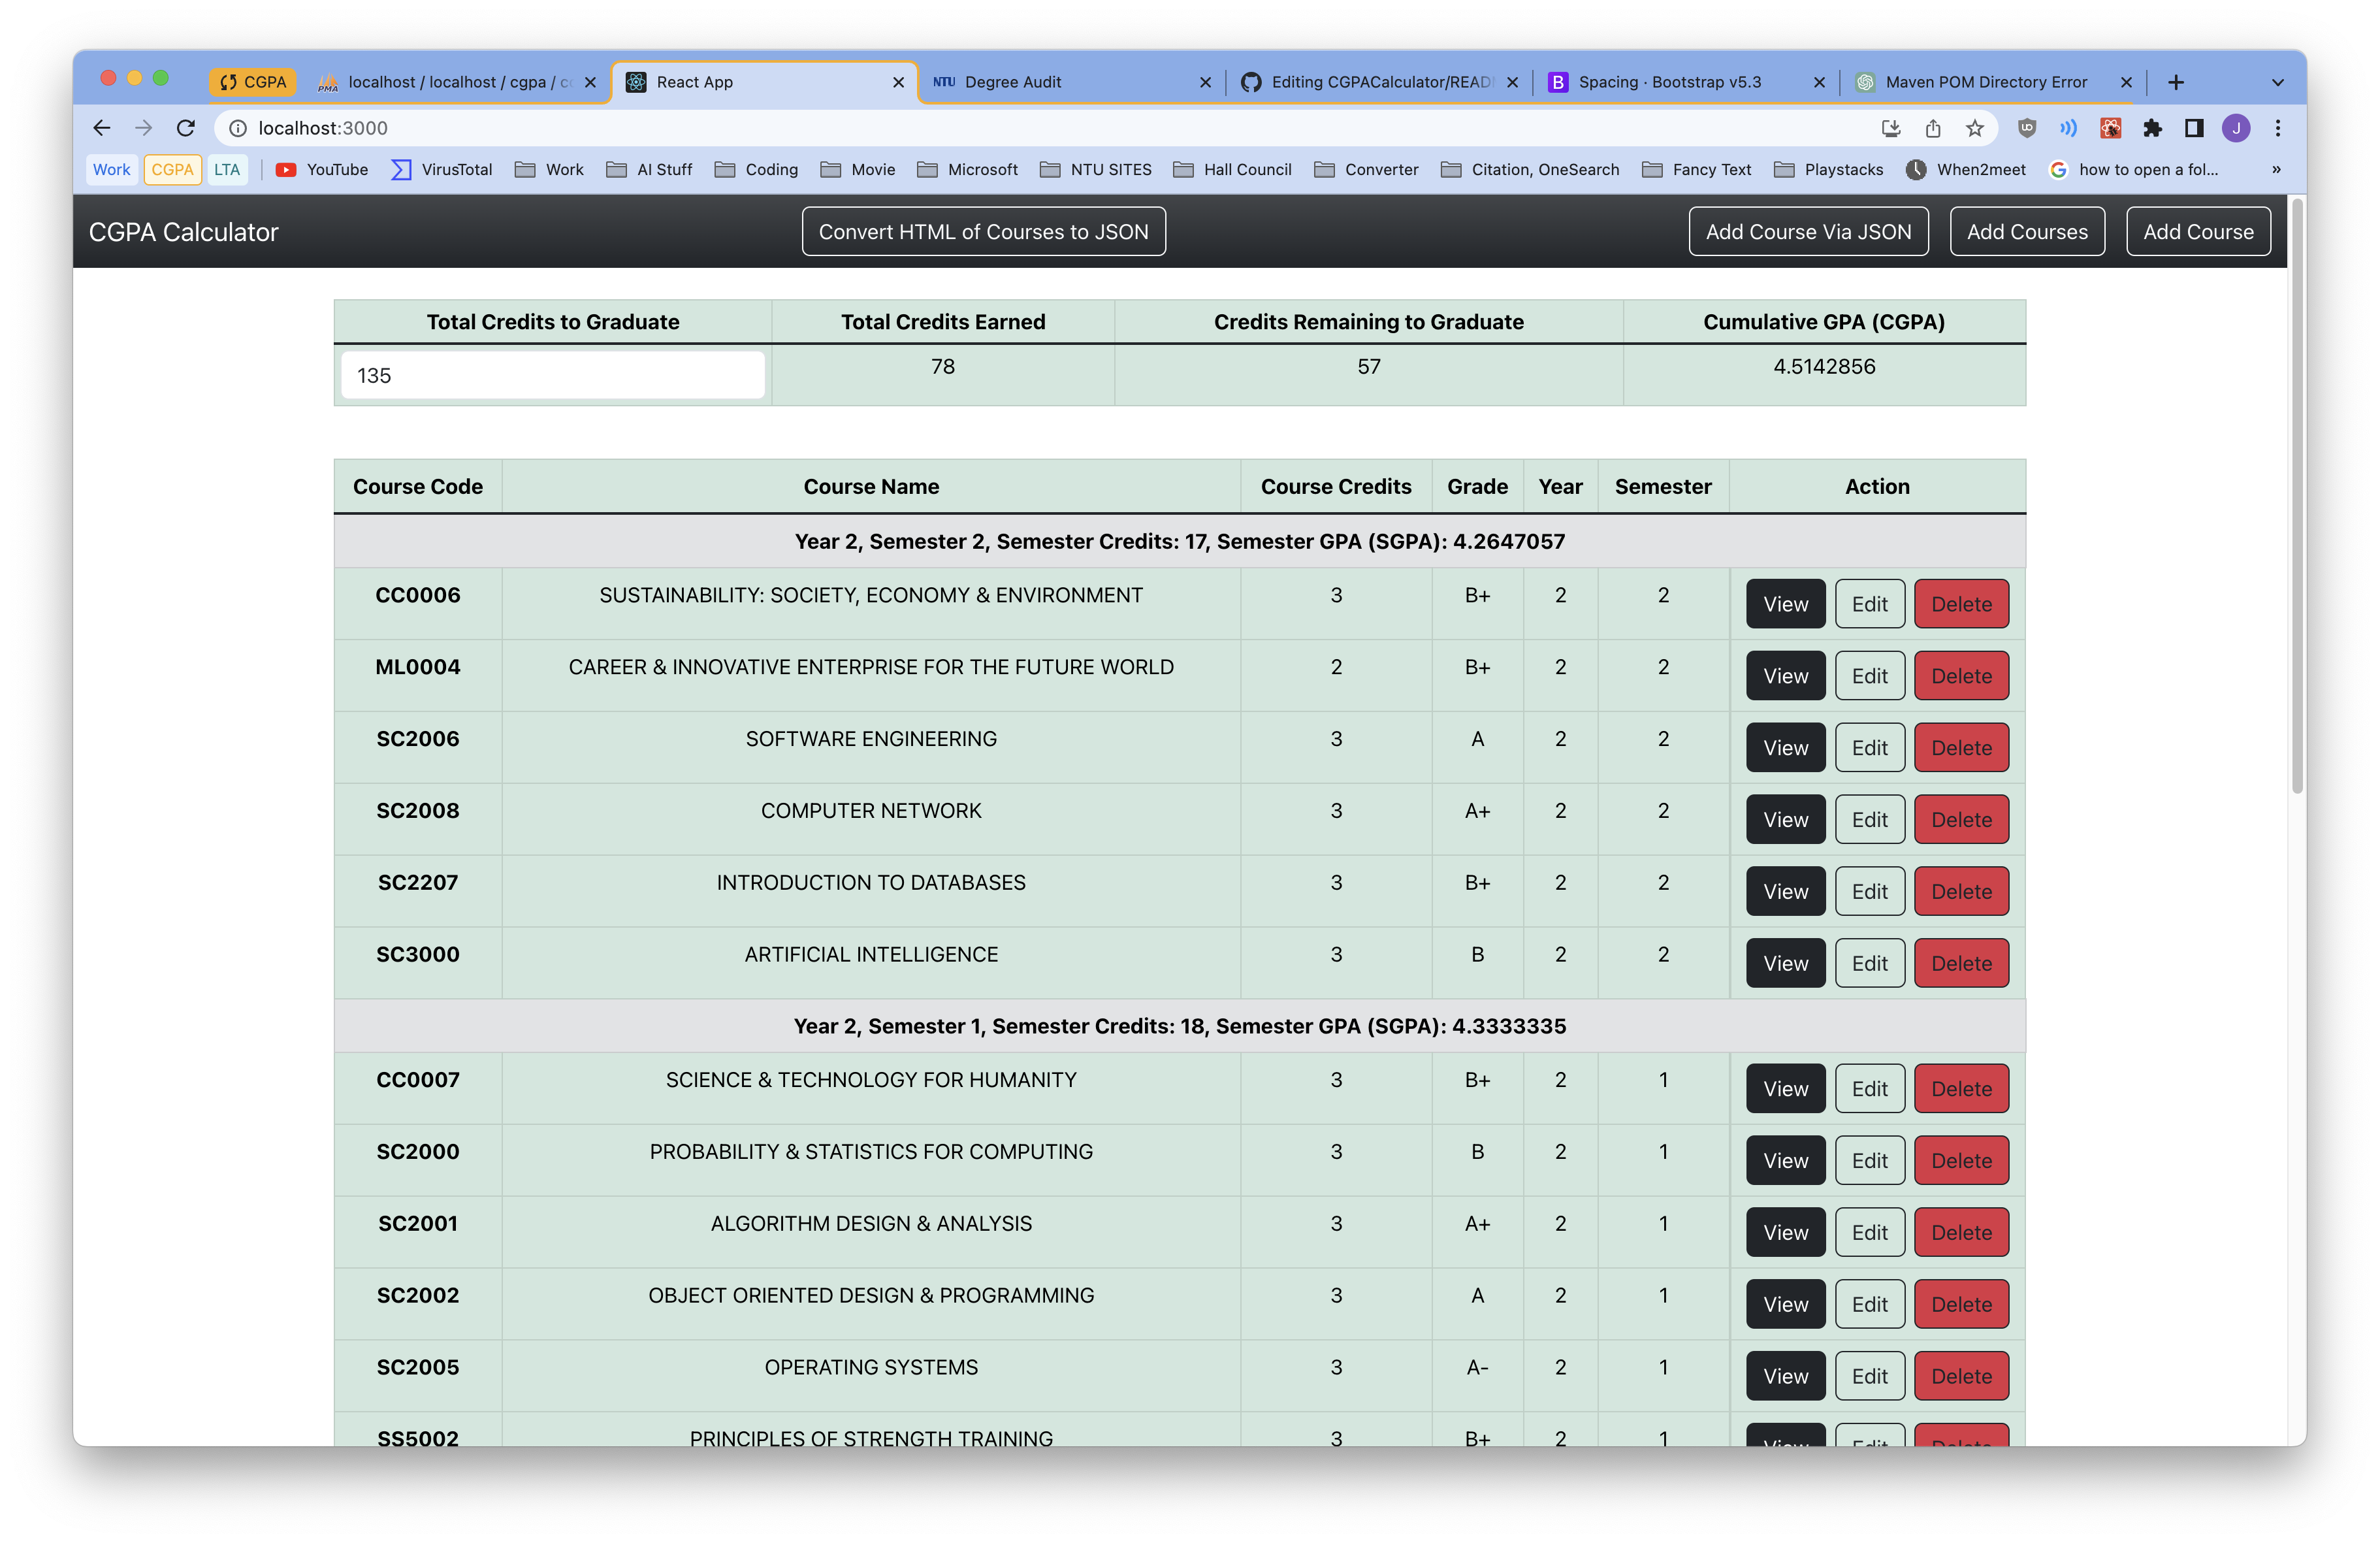 CGPA localhost / localhost / cgpa / c React App NTU Degree Audit Editing CGPACalculator/READ Spacing · Bootstrap v5.3 Maven POM Directory Error
localhost:3000 J
Work CGPA LTA YouTube VirusTotal Work AI Stuff Coding Movie Microsoft NTU SITES Hall Council Converter Citation, OneSearch Fancy Text Playstacks When2meet how to open a fol... »
CGPA Calculator Convert HTML of Courses to JSON Add Course Via JSON Add Courses Add Course
Total Credits to Graduate Total Credits Earned Credits Remaining to Graduate Cumulative GPA (CGPA)
135 78 57 4.5142856
Course Code Course Name Course Credits Grade Year Semester Action
Year 2, Semester 2, Semester Credits: 17, Semester GPA (SGPA): 4.2647057
CC0006 SUSTAINABILITY: SOCIETY, ECONOMY & ENVIRONMENT 3 B+ 2 2 View Edit Delete
ML0004 CAREER & INNOVATIVE ENTERPRISE FOR THE FUTURE WORLD 2 B+ 2 2 View Edit Delete
SC2006 SOFTWARE ENGINEERING 3 A 2 2 View Edit Delete
SC2008 COMPUTER NETWORK 3 A+ 2 2 View Edit Delete
SC2207 INTRODUCTION TO DATABASES 3 B+ 2 2 View Edit Delete
SC3000 ARTIFICIAL INTELLIGENCE 3 B 2 2 View Edit Delete
Year 2, Semester 1, Semester Credits: 18, Semester GPA (SGPA): 4.3333335
CC0007 SCIENCE & TECHNOLOGY FOR HUMANITY 3 B+ 2 1 View Edit Delete
SC2000 PROBABILITY & STATISTICS FOR COMPUTING 3 B 2 1 View Edit Delete
SC2001 ALGORITHM DESIGN & ANALYSIS 3 A+ 2 1 View Edit Delete
SC2002 OBJECT ORIENTED DESIGN & PROGRAMMING 3 A 2 1 View Edit Delete
SC2005 OPERATING SYSTEMS 3 A- 2 1 View Edit Delete
SS5002 PRINCIPLES OF STRENGTH TRAINING 3 B+ 2 1 View Edit Delete